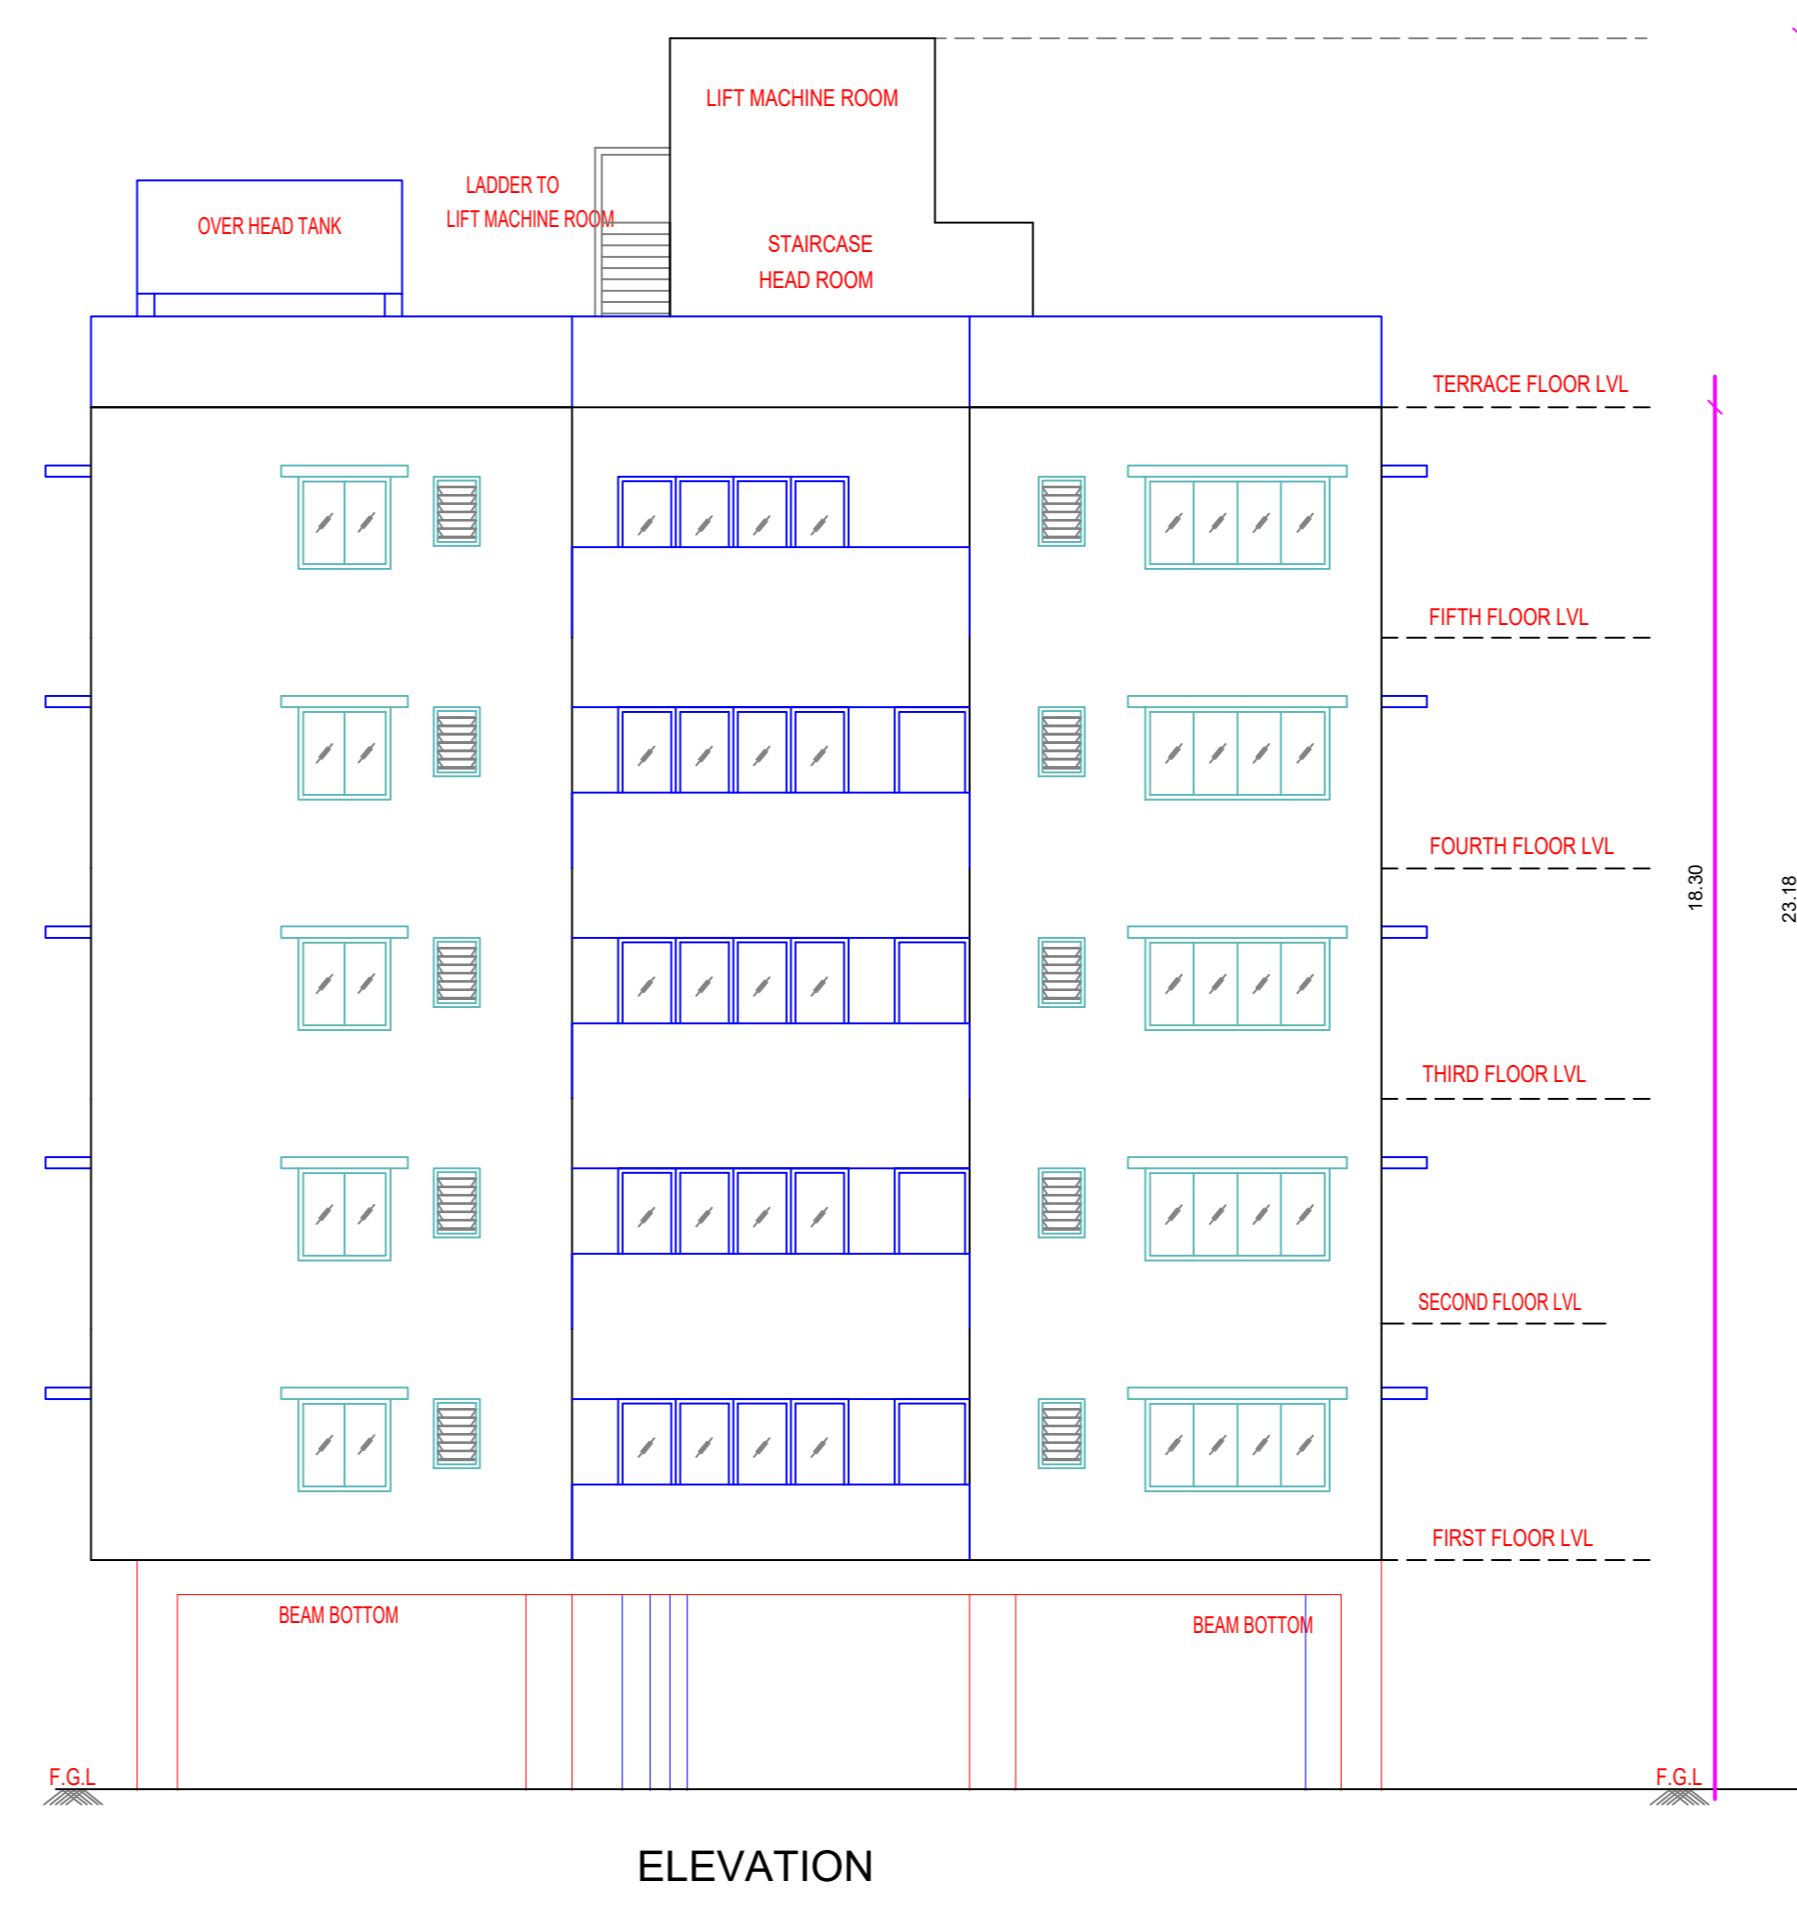 LIFT MACHINE ROOM
LADDER TO
LIFT MACHINE ROOM
OVER HEAD TANK
STAIRCASE
HEAD ROOM
TERRACE FLOOR LVL
FIFTH FLOOR LVL
FOURTH FLOOR LVL
18.30
23.18
THIRD FLOOR LVL
SECOND FLOOR LVL
FIRST FLOOR LVL
BEAM BOTTOM
BEAM BOTTOM
F.G.L
F.G.L
ELEVATION